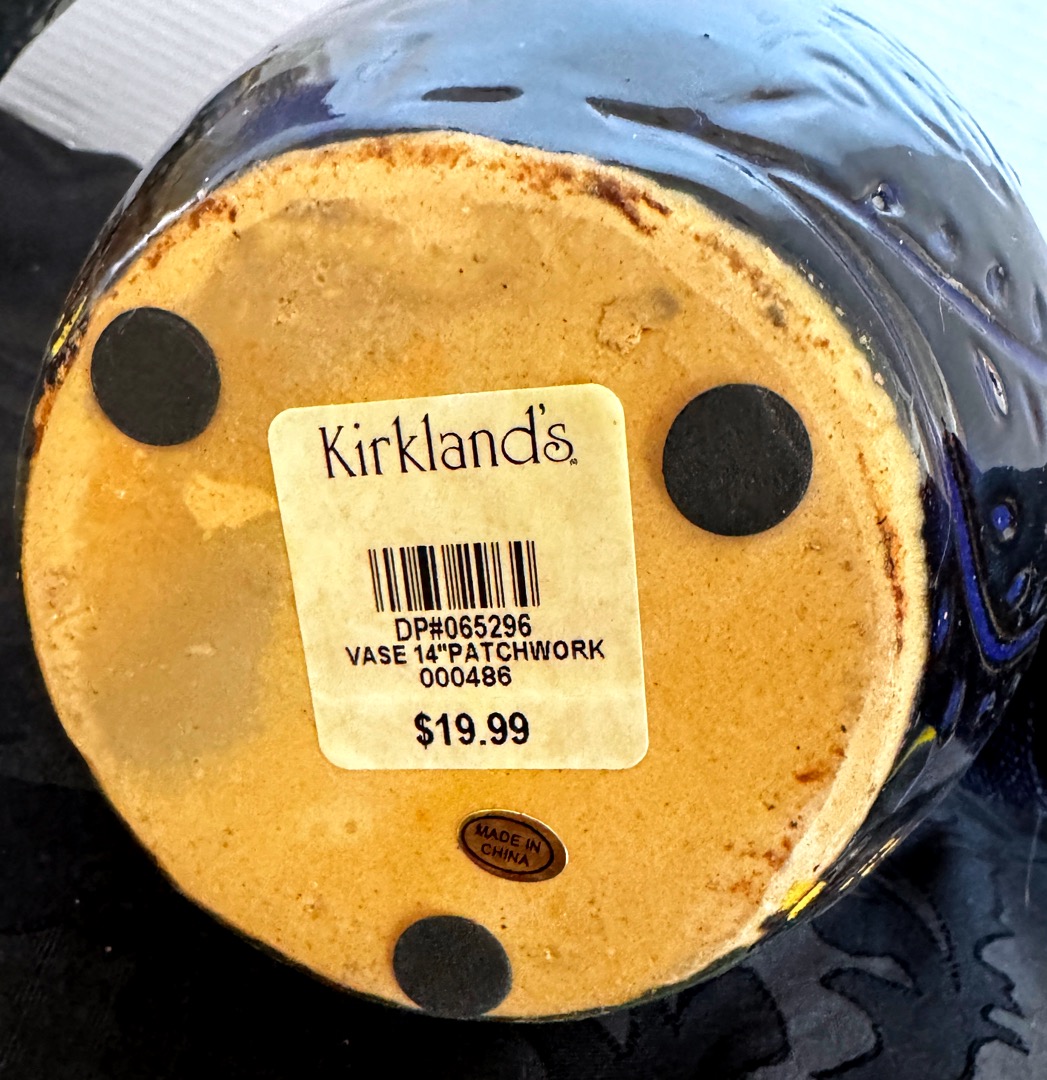 Kirkland's
DP#065296
VASE 14"PATCHWORK
000486
$19.99
MADE IN
CHINA